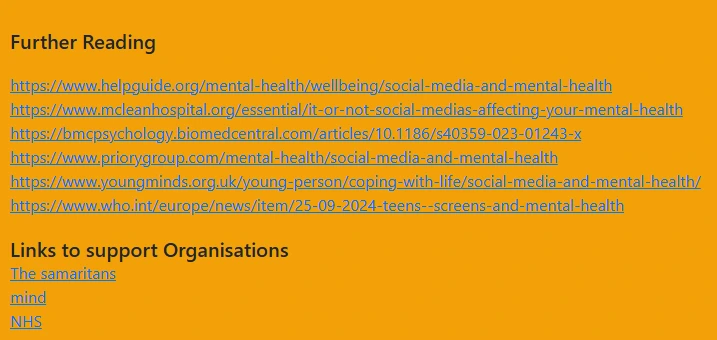 Further Reading
https://www.helpguide.org/mental-health/wellbeing/social-media-and-mental-health
https://www.mcleanhospital.org/essential/it-or-not-social-medias-affecting-your-mental-health
https://bmcpsychology.biomedcentral.com/articles/10.1186/s40359-023-01243-x
https://www.priorygroup.com/mental-health/social-media-and-mental-health
https://www.youngminds.org.uk/young-person/coping-with-life/social-media-and-mental-health/
https://www.who.int/europe/news/item/25-09-2024-teens--screens-and-mental-health
Links to support Organisations
The samaritans
mind
NHS